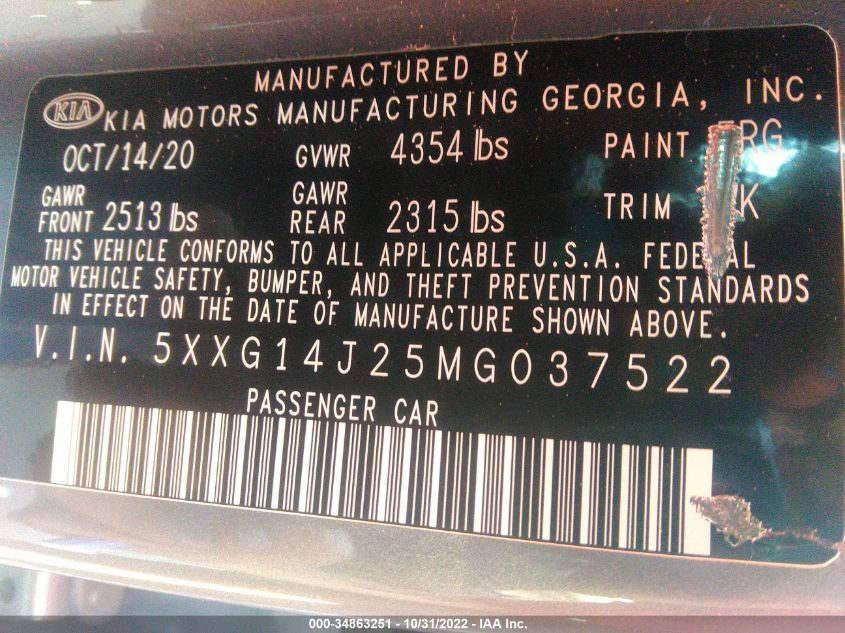 MANUFACTURED BY
KIA KIA MOTORS MANUFACTURING GEORGIA, INC.
OCT/14/20 GVWR 4354 lbs PAINT
GAWR FRONT 2513 lbs GAWR REAR 2315 lbs TRIM
THIS VEHICLE CONFORMS TO ALL APPLICABLE U.S.A. FEDERAL
MOTOR VEHICLE SAFETY, BUMPER, AND THEFT PREVENTION STANDARDS
IN EFFECT ON THE DATE OF MANUFACTURE SHOWN ABOVE.
V.I.N. 5XXG14J25MG037522
PASSENGER CAR
000-34863251 - 10/31/2022 - IAA Inc.